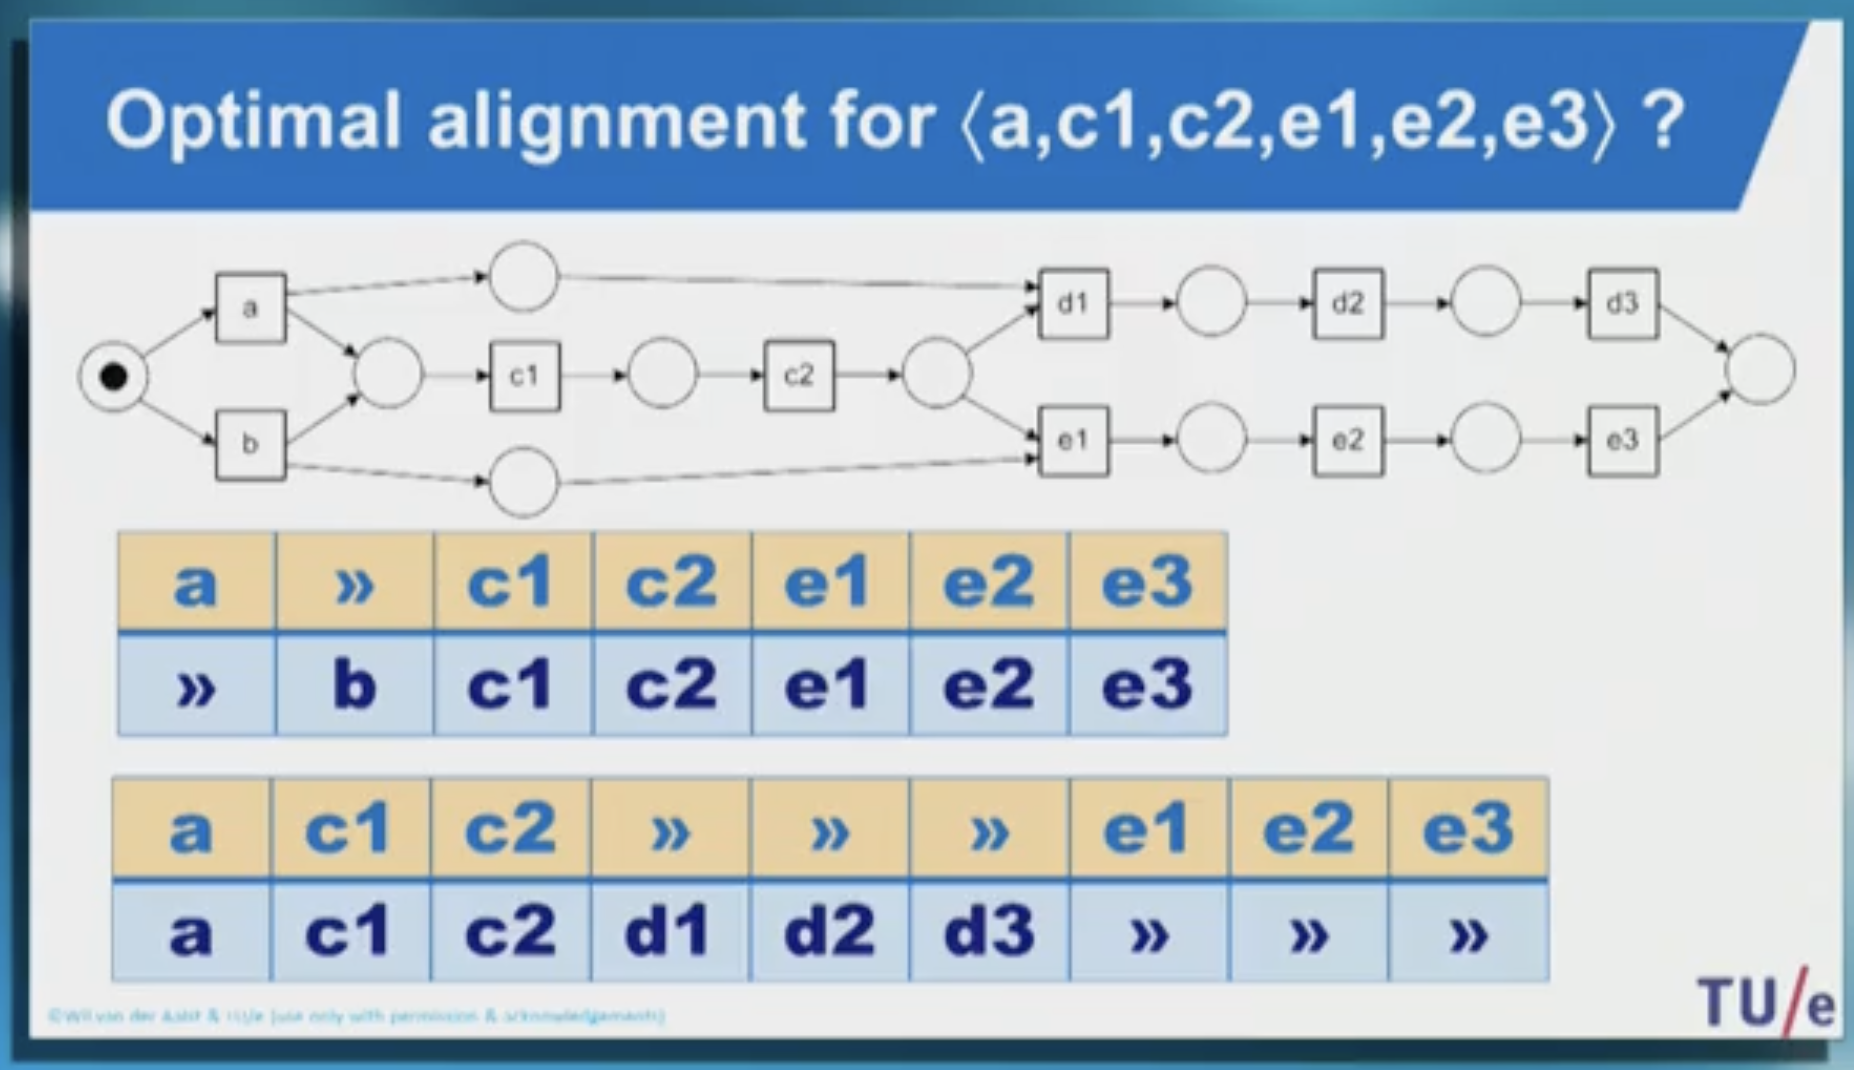 Optimal alignment for ⟨a,c1,c2,e1,e2,e3⟩ ?
a d1 d2 d3
c1 c2
b e1 e2 e3
a » c1 c2 e1 e2 e3
» b c1 c2 e1 e2 e3
a c1 c2 » » » e1 e2 e3
a c1 c2 d1 d2 d3 » » »
©Wil van der Aalst & TU/e (use only with permission & acknowledgements)
TU/e